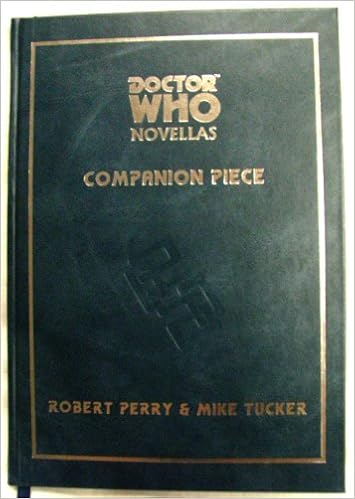 DOCTOR
WHO
NOVELLAS
COMPANION PIECE
ROBERT PERRY & MIKE TUCKER